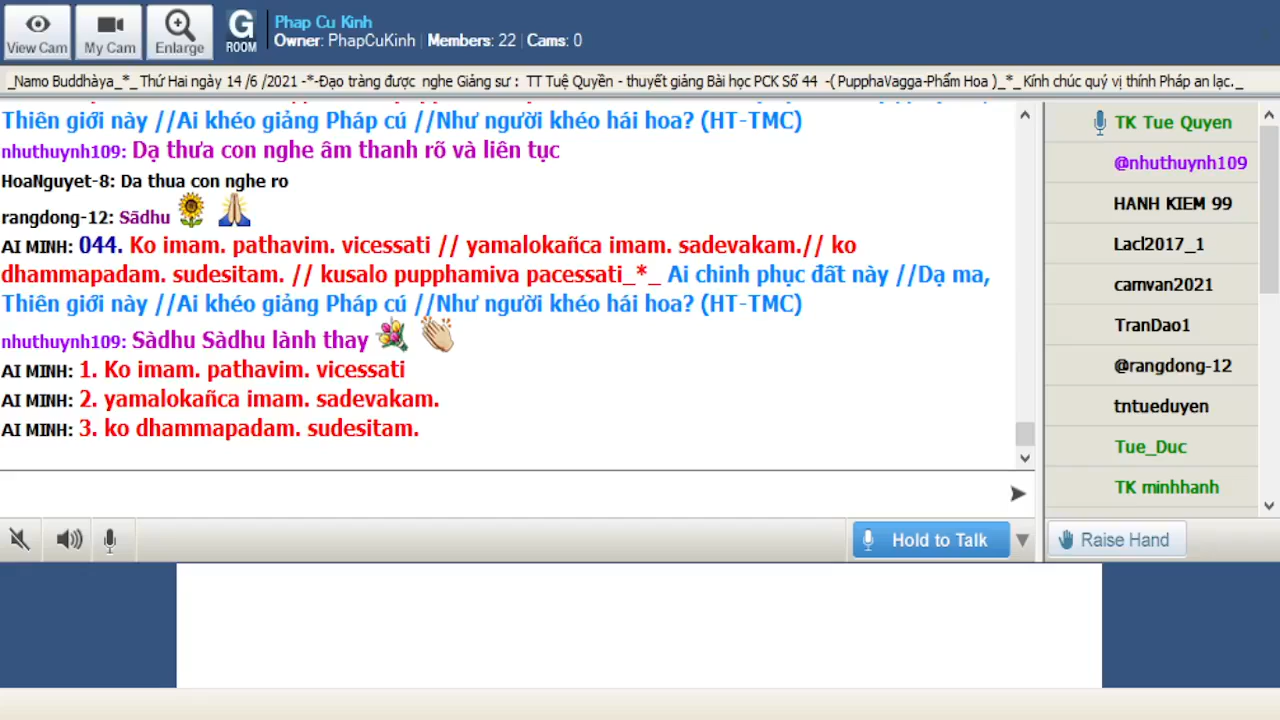 View Cam
My Cam
Enlarge
G
ROOM
Phap Cu Kinh
Owner: PhapCuKinh | Members: 22 | Cams: 0
_Namo Buddhàya_*_Thứ Hai ngày 14 /6 /2021 -*-Đạo tràng được nghe Giảng sư : TT Tuệ Quyền - thuyết giảng Bài học PCK Số 44 -( PupphaVagga-Phẩm Hoa )_*_Kính chúc quý vị thính Pháp an lạc._
Thiên giới này //Ai khéo giảng Pháp cú //Như người khéo hái hoa? (HT-TMC)
nhuthuynh109: Dạ thưa con nghe âm thanh rõ và liên tục
HoaNguyet-8: Da thua con nghe ro
rangdong-12: Sādhu
AI MINH: 044. Ko imam. pathavim. vicessati // yamalokañca imam. sadevakam.// ko
dhammapadam. sudesitam. // kusalo pupphamiva pacessati_*_ Ai chinh phục đất này //Dạ ma,
Thiên giới này //Ai khéo giảng Pháp cú //Như người khéo hái hoa? (HT-TMC)
nhuthuynh109: Sàdhu Sàdhu lành thay
AI MINH: 1. Ko imam. pathavim. vicessati
AI MINH: 2. yamalokañca imam. sadevakam.
AI MINH: 3. ko dhammapadam. sudesitam.
TK Tue Quyen
@nhuthuynh109
HANH KIEM 99
Lacl2017_1
camvan2021
TranDao1
@rangdong-12
tntueduyen
Tue_Duc
TK minhhanh
Hold to Talk
Raise Hand